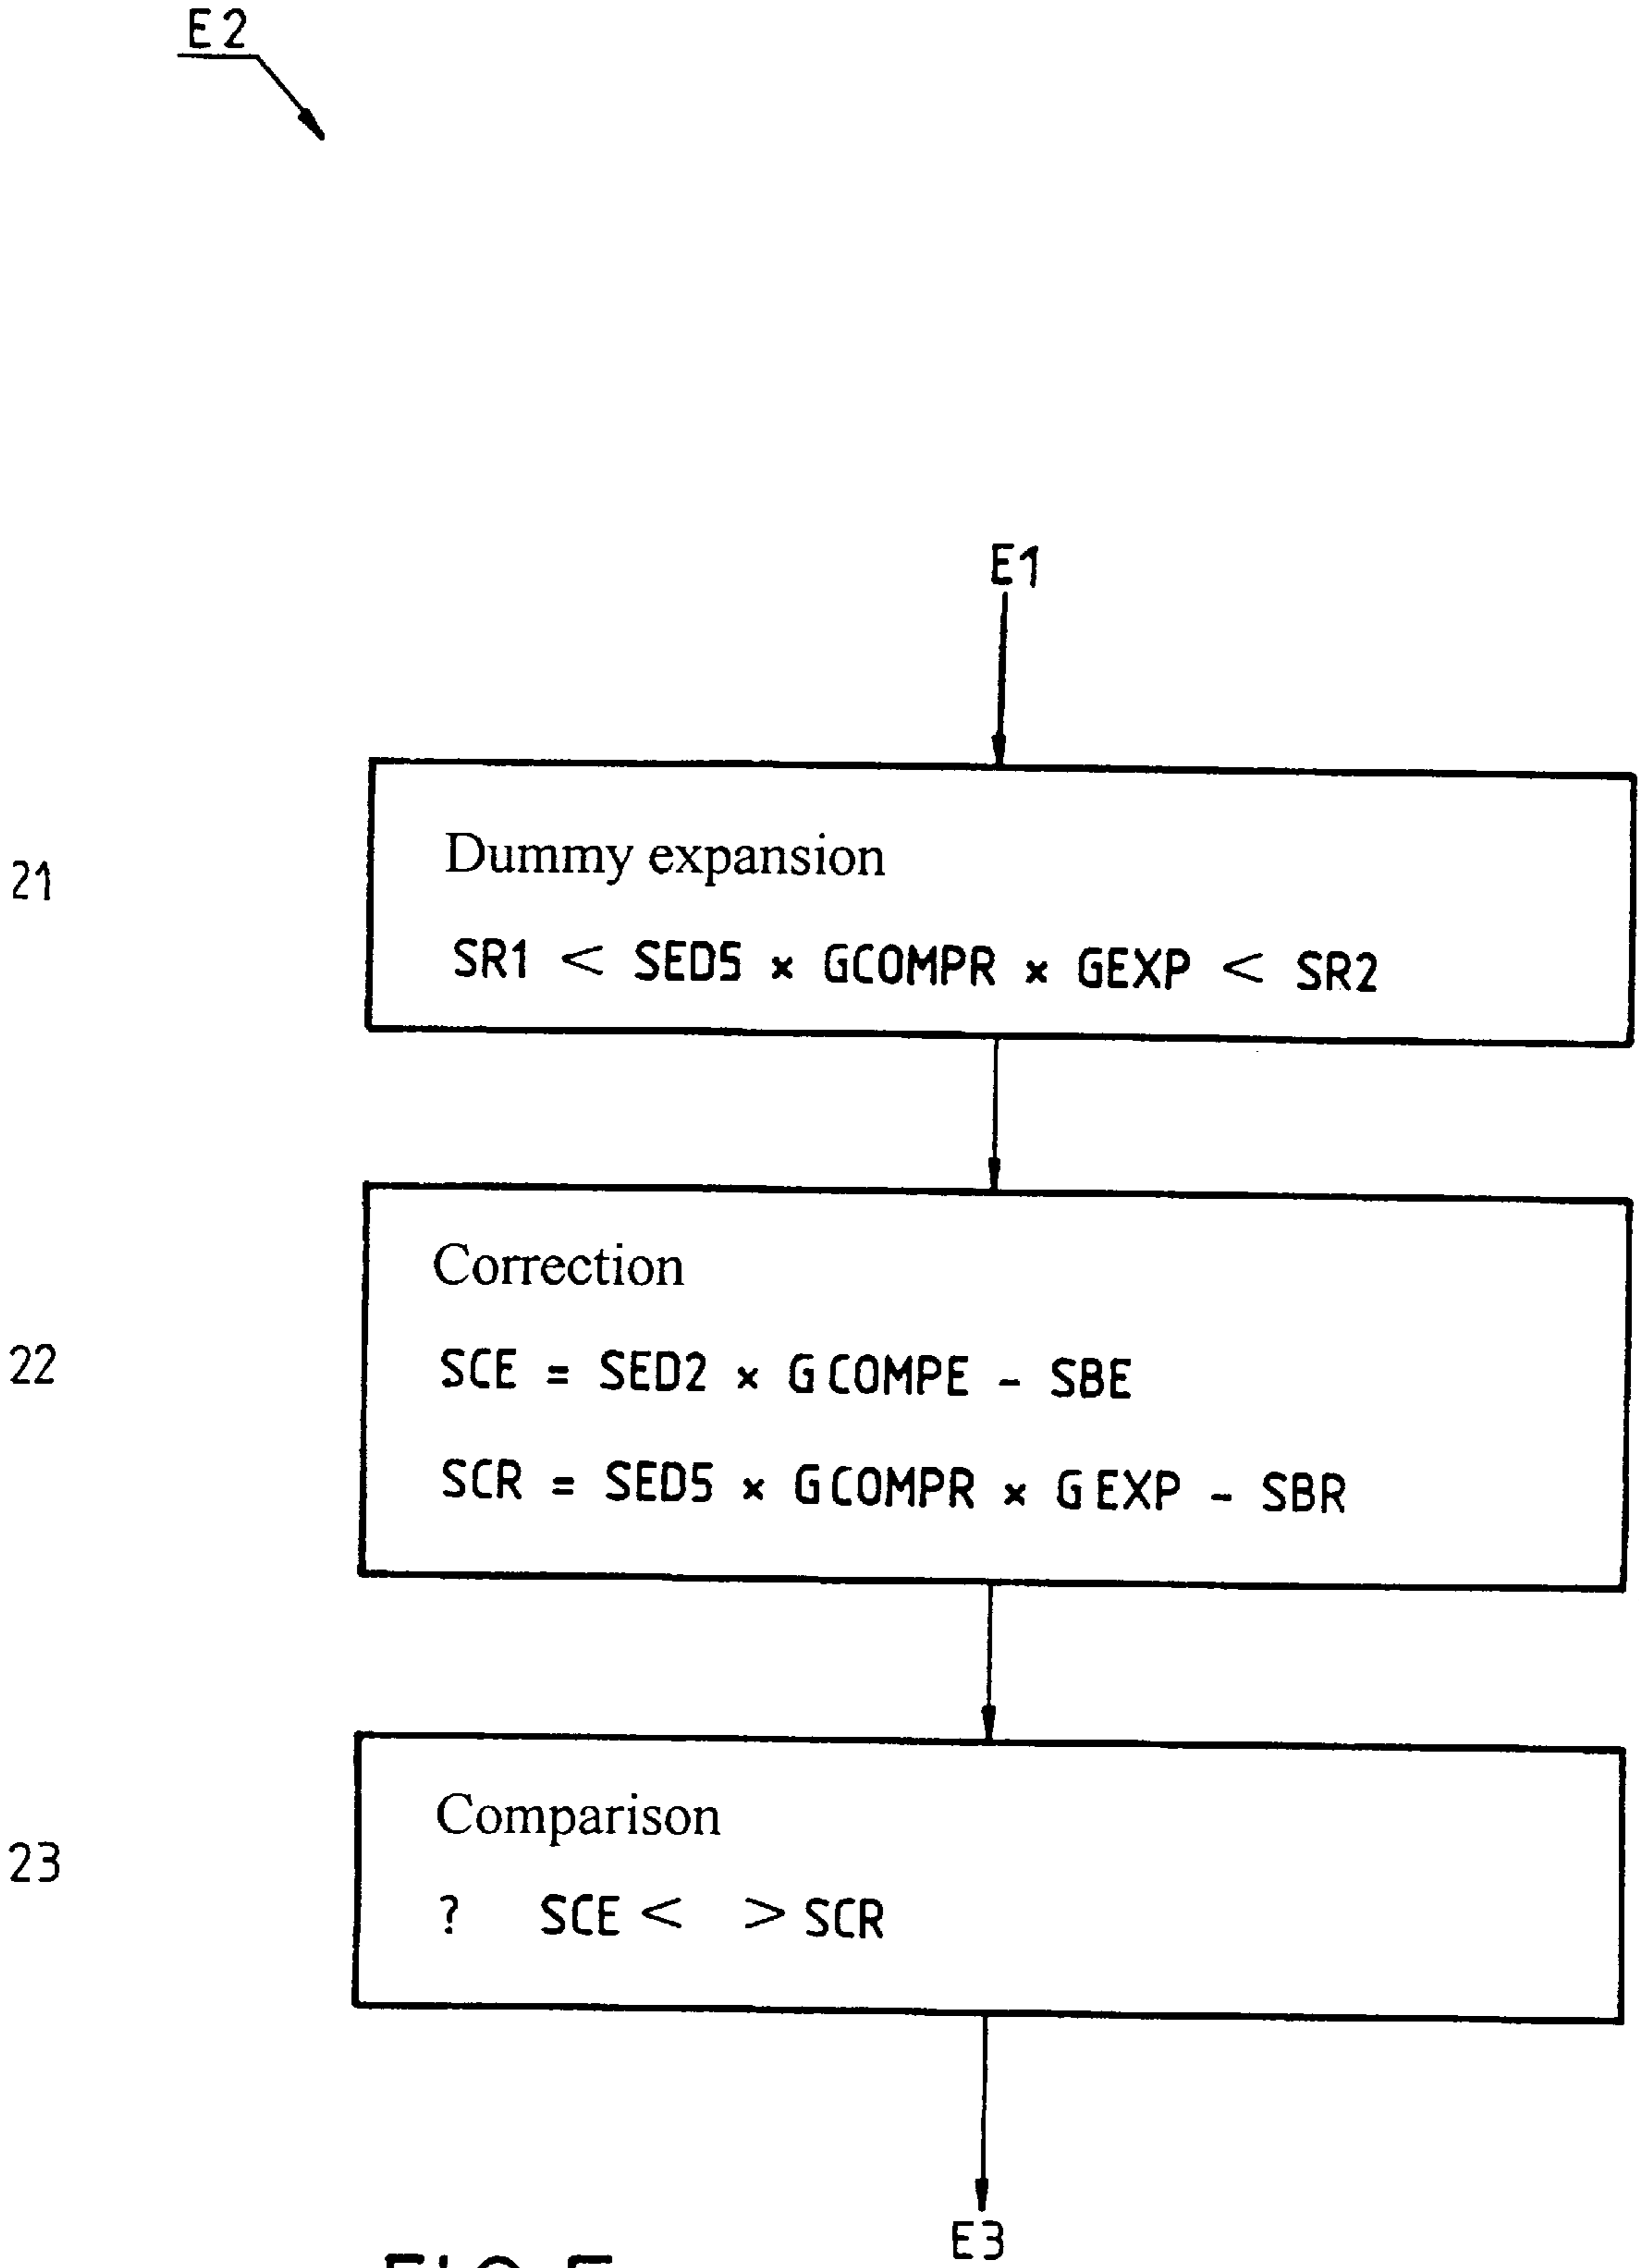 E2
E1
21
Dummy expansion
SR1 < SED5 × GCOMPR × GEXP < SR2
22
Correction
SCE = SED2 × GCOMPE - SBE
SCR = SED5 × GCOMPR × GEXP - SBR
23
Comparison
? SCE < > SCR
E3